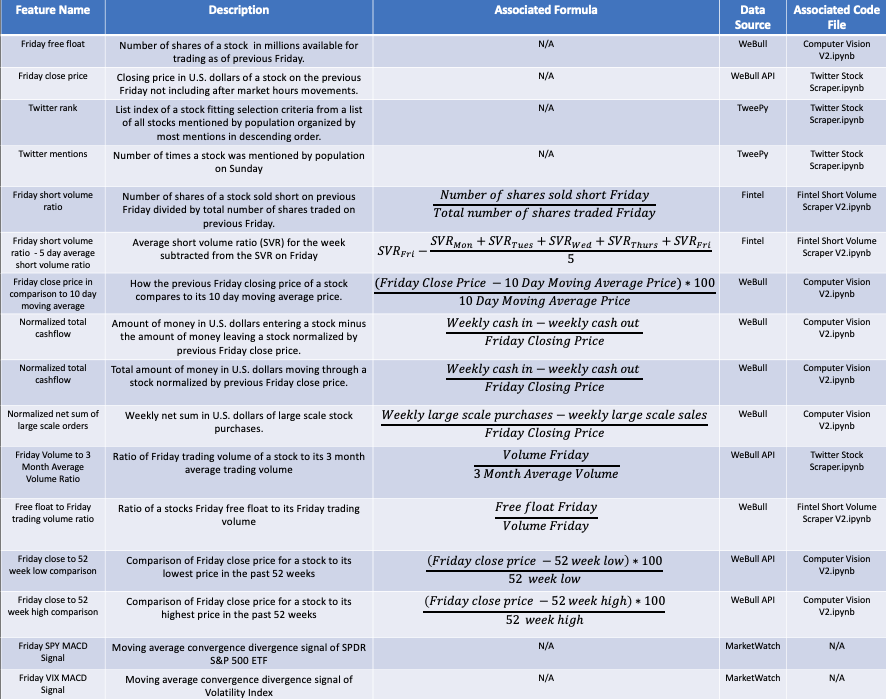 Feature Name Description Associated Formula Data Source Associated Code File
Friday free float
Number of shares of a stock in millions available for
trading as of previous Friday.
N/A
WeBull
Computer Vision
V2.ipynb
Friday close price
Closing price in U.S. dollars of a stock on the previous
Friday not including after market hours movements.
N/A
WeBull API
Twitter Stock
Scraper.ipynb
Twitter rank
List index of a stock fitting selection criteria from a list
of all stocks mentioned by population organized by
most mentions in descending order.
N/A
TweePy
Twitter Stock
Scraper.ipynb
Twitter mentions
Number of times a stock was mentioned by population
on Sunday
N/A
TweePy
Twitter Stock
Scraper.ipynb
Friday short volume
ratio
Number of shares of a stock sold short on previous
Friday divided by total number of shares traded on
previous Friday.
Number of shares sold short Friday
Total number of shares traded Friday
Fintel
Fintel Short Volume
Scraper V2.ipynb
Friday short volume
ratio - 5 day average
short volume ratio
Average short volume ratio (SVR) for the week
subtracted from the SVR on Friday
SVR_Fri − SVR_Mon + SVR_Tues + SVR_Wed + SVR_Thurs + SVR_Fri
5
Fintel
Fintel Short Volume
Scraper V2.ipynb
Friday close price in
comparison to 10 day
moving average
How the previous Friday closing price of a stock
compares to its 10 day moving average price.
(Friday Close Price − 10 Day Moving Average Price) * 100
10 Day Moving Average Price
WeBull
Computer Vision
V2.ipynb
Normalized total
cashflow
Amount of money in U.S. dollars entering a stock minus
the amount of money leaving a stock normalized by
previous Friday close price.
Weekly cash in − weekly cash out
Friday Closing Price
WeBull
Computer Vision
V2.ipynb
Normalized total
cashflow
Total amount of money in U.S. dollars moving through a
stock normalized by previous Friday close price.
Weekly cash in − weekly cash out
Friday Closing Price
WeBull
Computer Vision
V2.ipynb
Normalized net sum of
large scale orders
Weekly net sum in U.S. dollars of large scale stock
purchases.
Weekly large scale purchases − weekly large scale sales
Friday Closing Price
WeBull
Computer Vision
V2.ipynb
Friday Volume to 3
Month Average
Volume Ratio
Ratio of Friday trading volume of a stock to its 3 month
average trading volume
Volume Friday
3 Month Average Volume
WeBull API
Twitter Stock
Scraper.ipynb
Free float to Friday
trading volume ratio
Ratio of a stocks Friday free float to its Friday trading
volume
Free float Friday
Volume Friday
WeBull
Fintel Short Volume
Scraper V2.ipynb
Friday close to 52
week low comparison
Comparison of Friday close price for a stock to its
lowest price in the past 52 weeks
(Friday close price − 52 week low) * 100
52 week low
WeBull API
Computer Vision
V2.ipynb
Friday close to 52
week high comparison
Comparison of Friday close price for a stock to its
highest price in the past 52 weeks
(Friday close price − 52 week high) * 100
52 week high
WeBull API
Computer Vision
V2.ipynb
Friday SPY MACD
Signal
Moving average convergence divergence signal of SPDR
S&P 500 ETF
N/A
MarketWatch
N/A
Friday VIX MACD
Signal
Moving average convergence divergence signal of
Volatility Index
N/A
MarketWatch
N/A